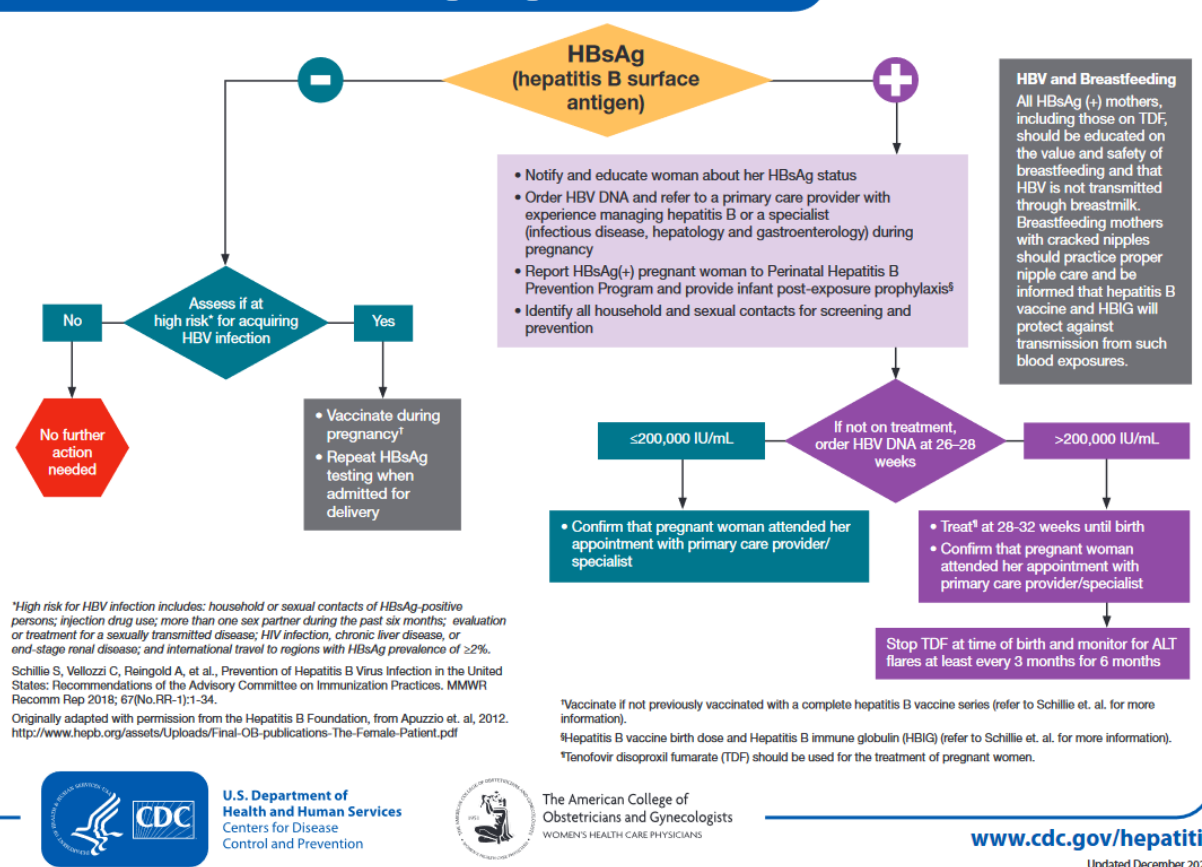 HBsAg
(hepatitis B surface
antigen)
HBV and Breastfeeding
All HBsAg (+) mothers,
including those on TDF,
should be educated on
the value and safety of
breastfeeding and that
HBV is not transmitted
through breastmilk.
Breastfeeding mothers
with cracked nipples
should practice proper
nipple care and be
informed that hepatitis B
vaccine and HBIG will
protect against
transmission from such
blood exposures.
• Notify and educate woman about her HBsAg status
• Order HBV DNA and refer to a primary care provider with
experience managing hepatitis B or a specialist
(infectious disease, hepatology and gastroenterology) during
pregnancy
• Report HBsAg(+) pregnant woman to Perinatal Hepatitis B
Prevention Program and provide infant post-exposure prophylaxis§
• Identify all household and sexual contacts for screening and
prevention
No
Assess if at
high risk* for acquiring
HBV infection
Yes
No further
action
needed
• Vaccinate during
pregnancy†
• Repeat HBsAg
testing when
admitted for
delivery
≤200,000 IU/mL
If not on treatment,
order HBV DNA at 26–28
weeks
>200,000 IU/mL
• Confirm that pregnant woman attended her
appointment with primary care provider/
specialist
• Treat¶ at 28-32 weeks until birth
• Confirm that pregnant woman
attended her appointment with
primary care provider/specialist
Stop TDF at time of birth and monitor for ALT
flares at least every 3 months for 6 months
*High risk for HBV infection includes: household or sexual contacts of HBsAg-positive
persons; injection drug use; more than one sex partner during the past six months; evaluation
or treatment for a sexually transmitted disease; HIV infection, chronic liver disease, or
end-stage renal disease; and international travel to regions with HBsAg prevalence of ≥2%.
Schillie S, Vellozzi C, Reingold A, et al., Prevention of Hepatitis B Virus Infection in the United
States: Recommendations of the Advisory Committee on Immunization Practices. MMWR
Recomm Rep 2018; 67(No.RR-1):1-34.
Originally adapted with permission from the Hepatitis B Foundation, from Apuzzio et. al, 2012.
http://www.hepb.org/assets/Uploads/Final-OB-publications-The-Female-Patient.pdf
†Vaccinate if not previously vaccinated with a complete hepatitis B vaccine series (refer to Schillie et. al. for more
information).
§Hepatitis B vaccine birth dose and Hepatitis B immune globulin (HBIG) (refer to Schillie et. al. for more information).
¶Tenofovir disoproxil fumarate (TDF) should be used for the treatment of pregnant women.
CDC
U.S. Department of
Health and Human Services
Centers for Disease
Control and Prevention
The American College of
Obstetricians and Gynecologists
WOMEN'S HEALTH CARE PHYSICIANS
www.cdc.gov/hepatiti
Updated December 202